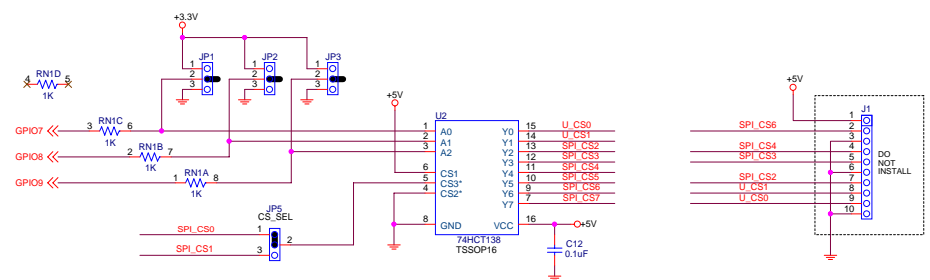 +3.3V
JP1
JP2
JP3
1
2
3
1
2
3
1
2
3
4 RN1D 5
1K
GPIO7
3 RN1C 6
1K
GPIO8
2 RN1B 7
1K
GPIO9
1 RN1A 8
1K
JP5
CS_SEL
SPI_CS0
1
2
SPI_CS1
3
+5V
U2
1 A0 Y0 15 U_CS0
2 A1 Y1 14 U_CS1
3 A2 Y2 13 SPI_CS2
Y3 12 SPI_CS3
6 CS1 Y4 11 SPI_CS4
5 CS3* Y5 10 SPI_CS5
4 CS2* Y6 9 SPI_CS6
Y7 7 SPI_CS7
8 GND VCC 16
+5V
74HCT138
TSSOP16
C12
0.1uF
+5V
J1
1
SPI_CS6 2
3
SPI_CS4 4
SPI_CS3 5
6
SPI_CS2 7
U_CS1 8
U_CS0 9
10
DO
NOT
INSTALL